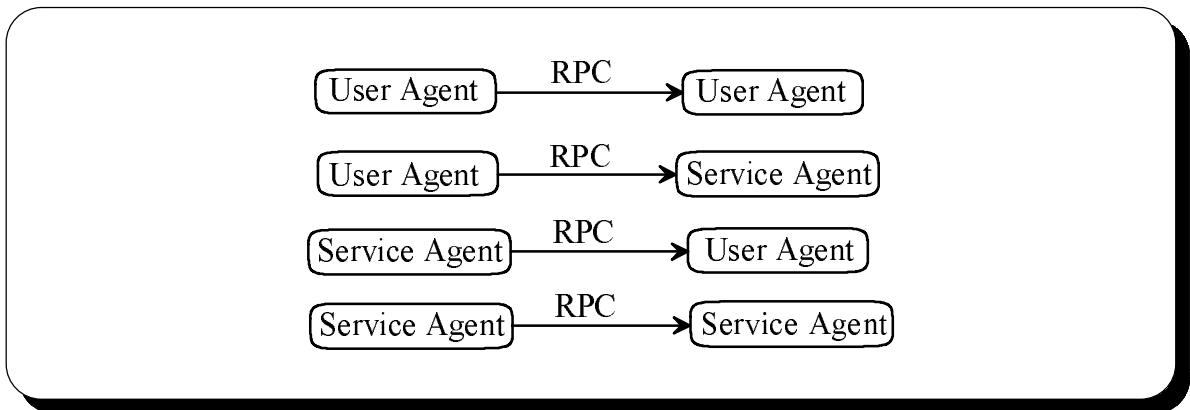 User Agent RPC User Agent
User Agent RPC Service Agent
Service Agent RPC User Agent
Service Agent RPC Service Agent